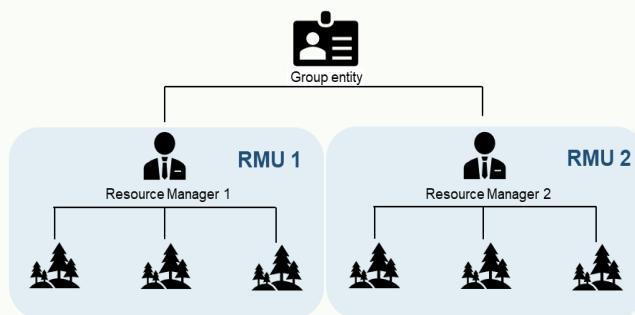 Group entity
RMU 1
Resource Manager 1
RMU 2
Resource Manager 2